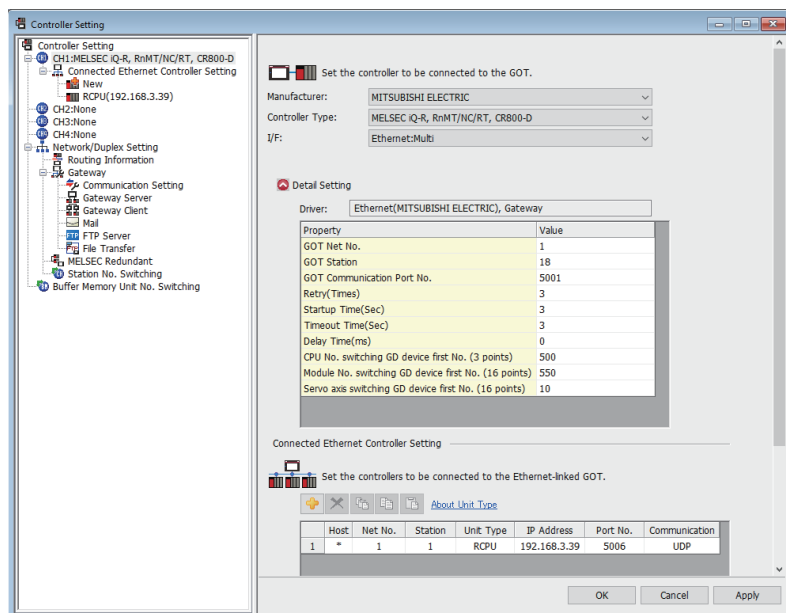 Controller Setting
Controller Setting
CH1:MELSEC iQ-R, RnMT/NC/RT, CR800-D
Connected Ethernet Controller Setting
New
RCPU(192.168.3.39)
CH2:None
CH3:None
CH4:None
Network/Duplex Setting
Routing Information
Gateway
Communication Setting
Gateway Server
Gateway Client
Mail
FTP Server
File Transfer
MELSEC Redundant
Station No. Switching
Buffer Memory Unit No. Switching
Set the controller to be connected to the GOT.
Manufacturer: MITSUBISHI ELECTRIC
Controller Type: MELSEC iQ-R, RnMT/NC/RT, CR800-D
I/F: Ethernet:Multi
Detail Setting
Driver: Ethernet(MITSUBISHI ELECTRIC), Gateway
Property Value
GOT Net No. 1
GOT Station 18
GOT Communication Port No. 5001
Retry(Times) 3
Startup Time(Sec) 3
Timeout Time(Sec) 3
Delay Time(ms) 0
CPU No. switching GD device first No. (3 points) 500
Module No. switching GD device first No. (16 points) 550
Servo axis switching GD device first No. (16 points) 10
Connected Ethernet Controller Setting
Set the controllers to be connected to the Ethernet-linked GOT.
About Unit Type
Host Net No. Station Unit Type IP Address Port No. Communication
1 * 1 1 RCPU 192.168.3.39 5006 UDP
OK Cancel Apply